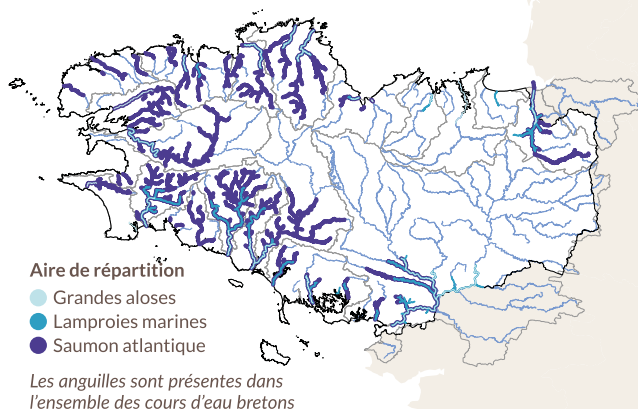 Aire de répartition
Grandes aloses
Lamproies marines
Saumon atlantique
Les anguilles sont présentes dans
l'ensemble des cours d'eau bretons